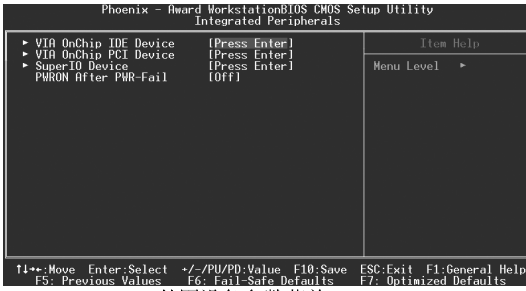 Phoenix - Award WorkstationBIOS CMOS Setup Utility
Integrated Peripherals
► VIA OnChip IDE Device [Press Enter]
► VIA OnChip PCI Device [Press Enter]
► SuperIO Device [Press Enter]
PWRON After PWR-Fail [Off]
Item Help
Menu Level ►
↑↓→←:Move Enter:Select +/-/PU/PD:Value F10:Save ESC:Exit F1:General Help
F5: Previous Values F6: Fail-Safe Defaults F7: Optimized Defaults